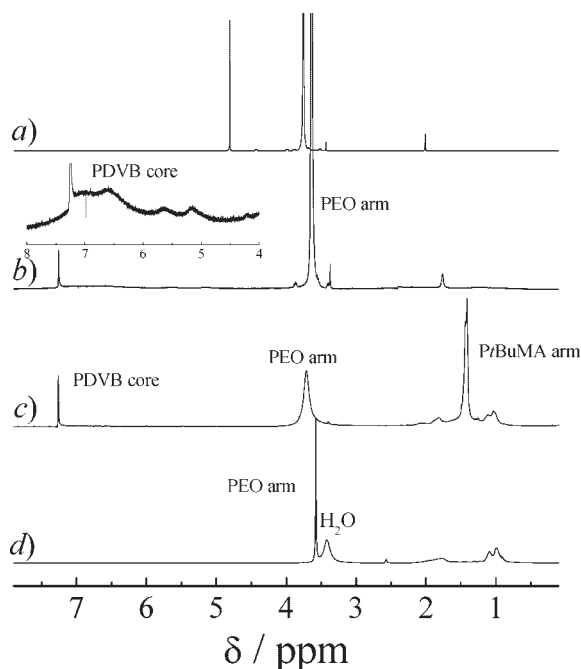 a)
PDVB core
8 7 6 5 4
PEO arm
b)
PtBuMA arm
PEO arm
PDVB core
c)
PEO arm
H₂O
d)
7 6 5 4 3 2 1
δ / ppm